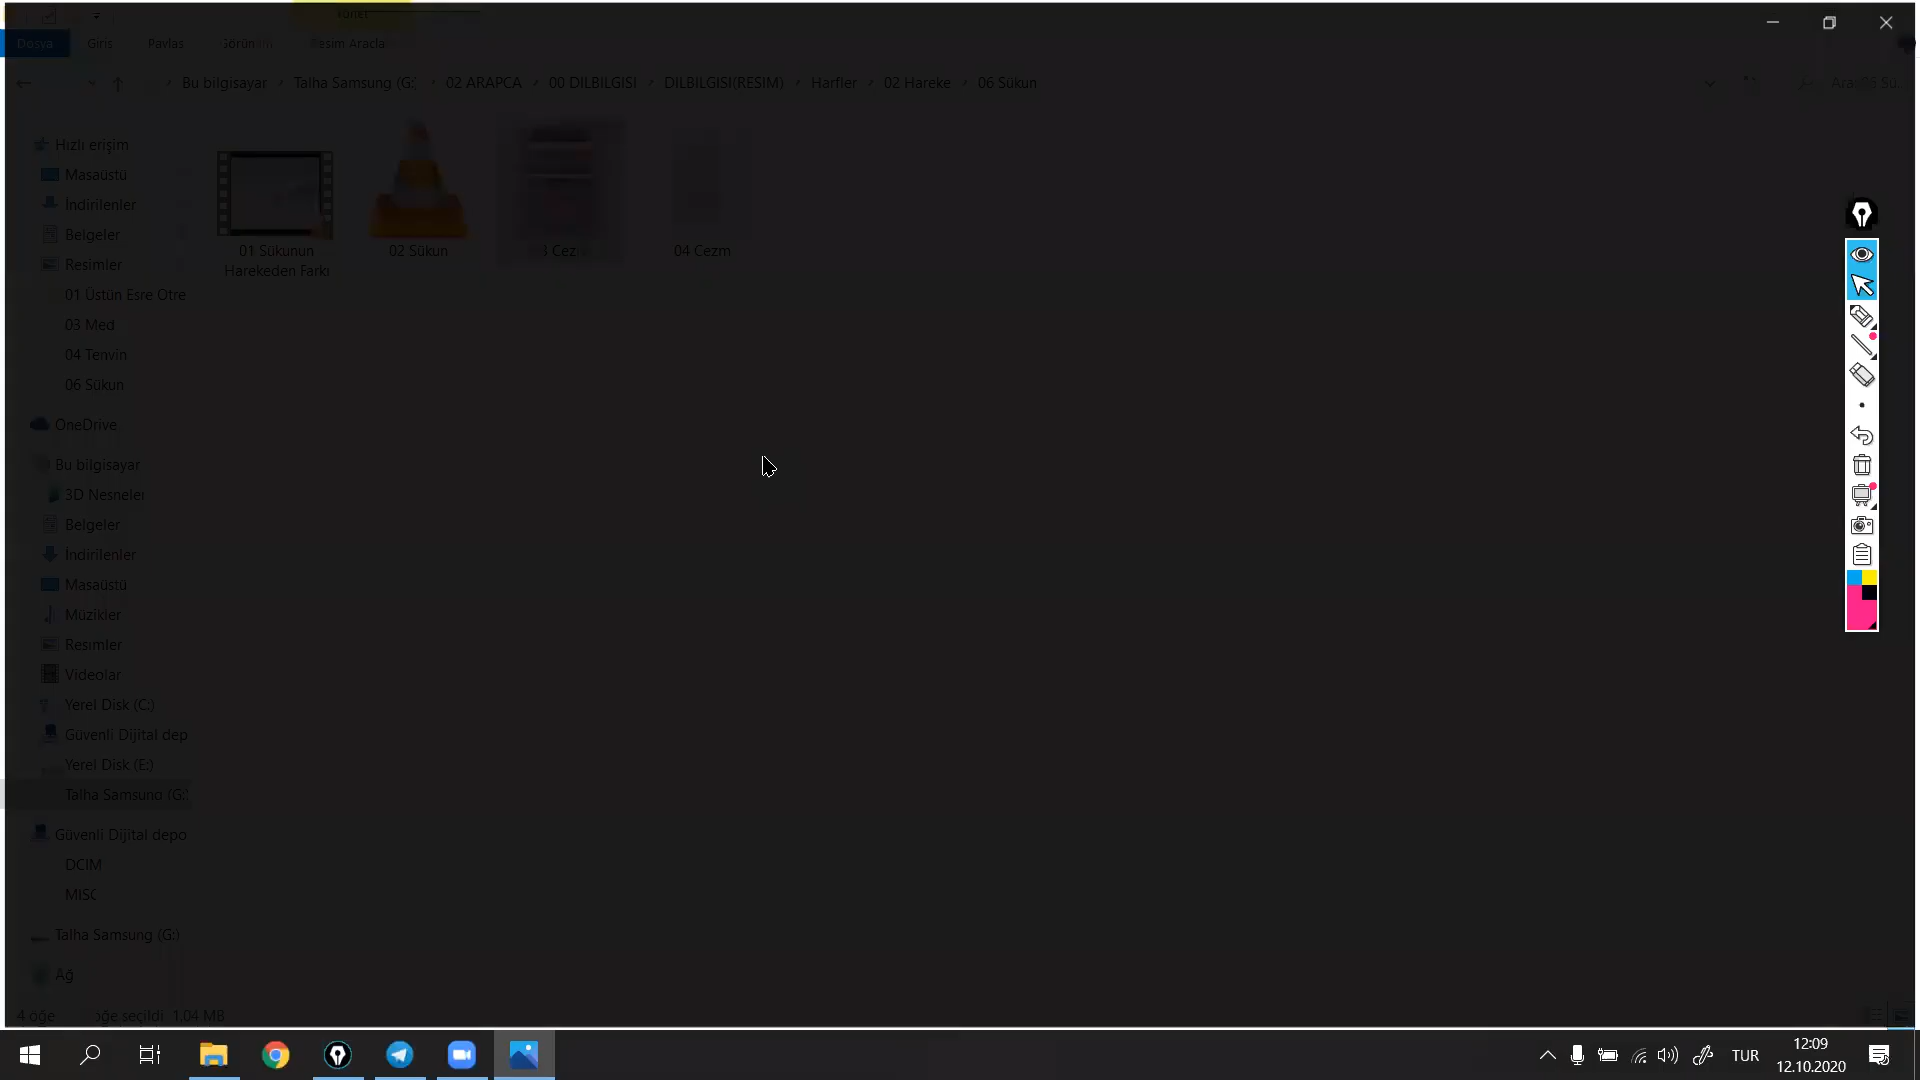 Dosya Giriş Paylaş Görünüm Resim Araçla
Bu bilgisayar Talha Samsung (G: 02 ARAPCA 00 DILBILGISI DILBILGISI(RESIM) Harfler 02 Hareke 06 Sükun
Hızlı erişim
Masaüstü
İndirilenler
Belgeler
Resimler
01 Üstün Esre Otre
03 Med
04 Tenvin
06 Sükun
OneDrive
Bu bilgisayar
3D Nesneler
Belgeler
İndirilenler
Masaüstü
Müzikler
Resimler
Videolar
Yerel Disk (C:)
Güvenli Dijital depo
Yerel Disk (E:)
Talha Samsung (G:)
Güvenli Dijital depo
DCIM
MISC
Talha Samsung (G:)
Ağ
01 Sükunun
Harekeden Farkı
02 Sükun
04 Cezm
4 öğe öğe seçildi 1,04 MB
TUR
12:09
12.10.2020